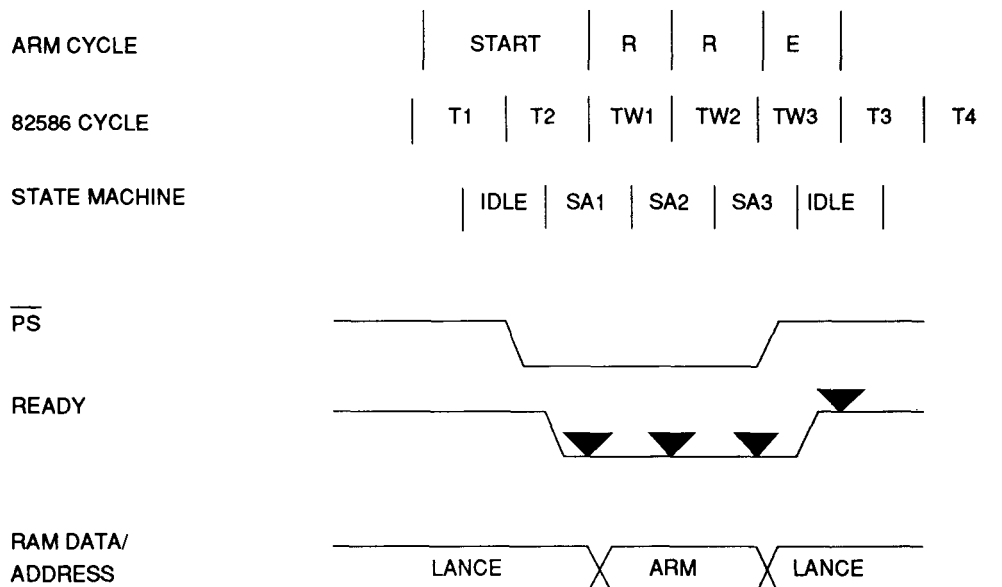 ARM CYCLE START R R E
82586 CYCLE T1 T2 TW1 TW2 TW3 T3 T4
STATE MACHINE IDLE SA1 SA2 SA3 IDLE
PS
READY
RAM DATA/
ADDRESS LANCE ARM LANCE